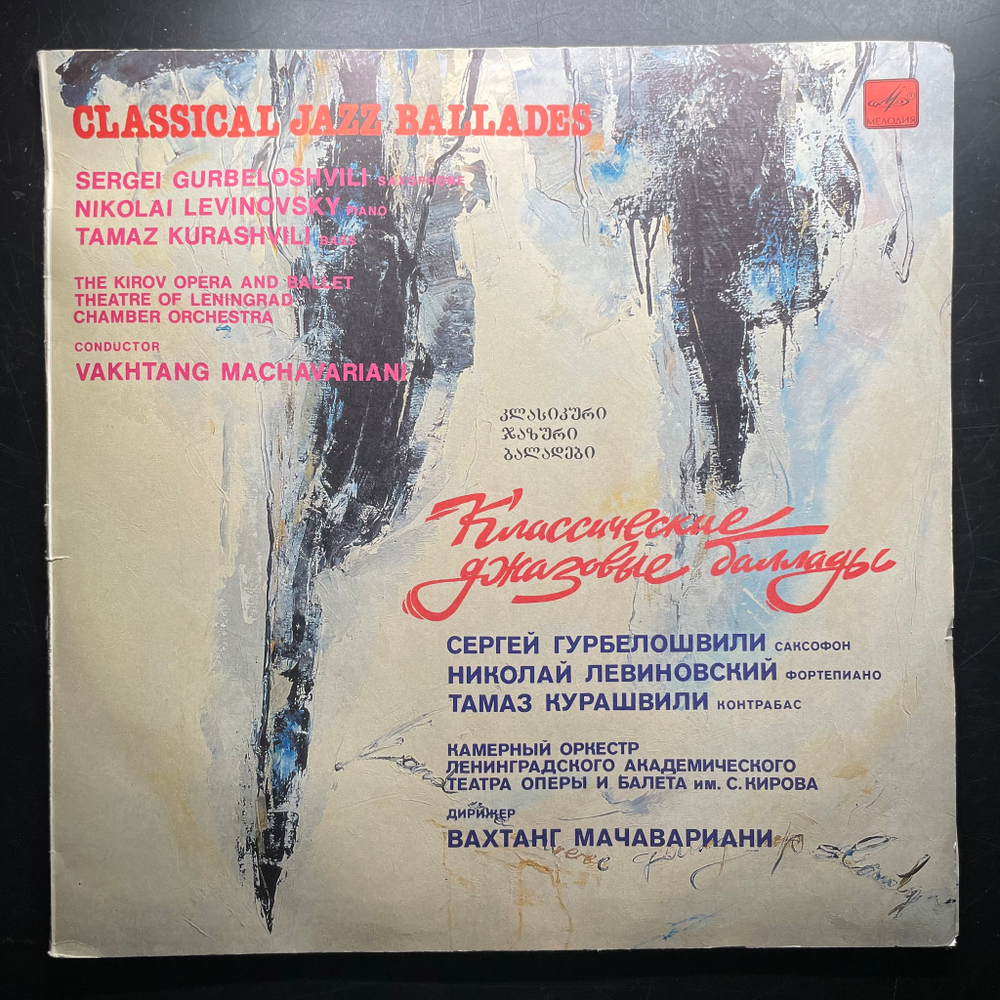 CLASSICAL JAZZ BALLADES
МЕЛОДИЯ
SERGEI GURBELOSHVILI SAXOPHONE
NIKOLAI LEVINOVSKY PIANO
TAMAZ KURASHVILI BASS
THE KIROV OPERA AND BALLET
THEATRE OF LENINGRAD
CHAMBER ORCHESTRA
CONDUCTOR
VAKHTANG MACHAVARIANI
კლასიკური
ჯაზური
ბალადები
Классические
джазовые баллады
СЕРГЕЙ ГУРБЕЛОШВИЛИ САКСОФОН
НИКОЛАЙ ЛЕВИНОВСКИЙ ФОРТЕПИАНО
ТАМАЗ КУРАШВИЛИ КОНТРАБАС
КАМЕРНЫЙ ОРКЕСТР
ЛЕНИНГРАДСКОГО АКАДЕМИЧЕСКОГО
ТЕАТРА ОПЕРЫ И БАЛЕТА им. С. КИРОВА
ДИРИЖЕР
ВАХТАНГ МАЧАВАРИАНИ